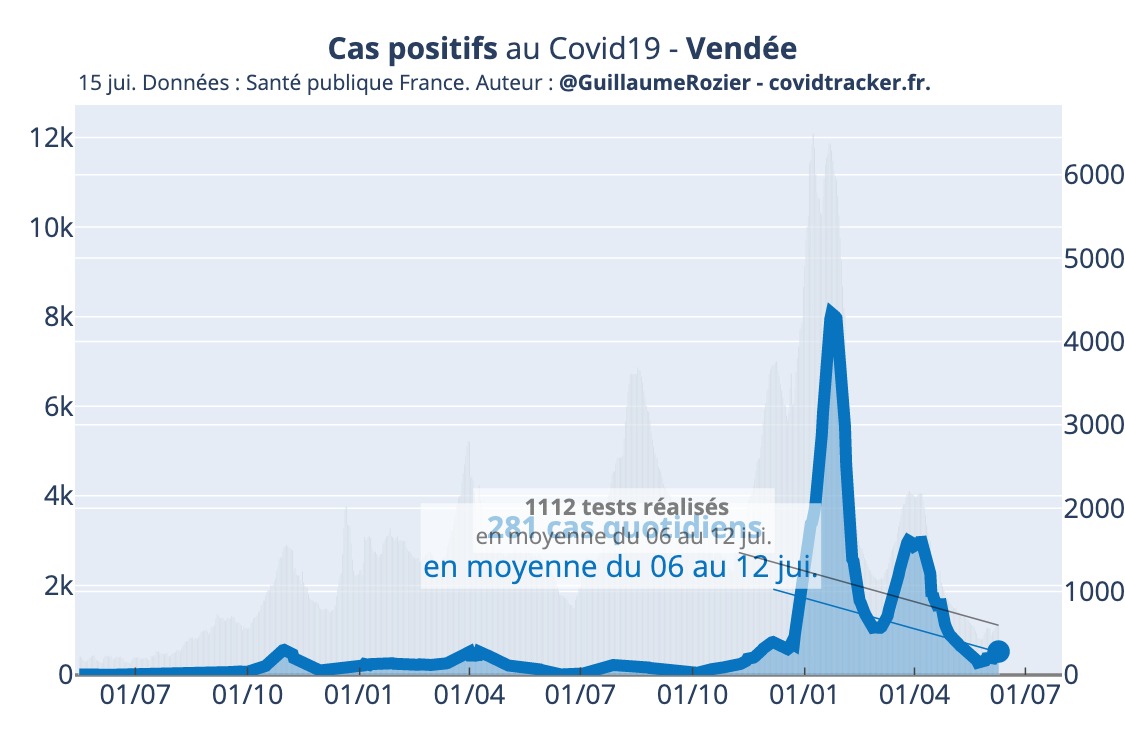 Cas positifs au Covid19 - Vendée
15 jui. Données : Santé publique France. Auteur : @GuillaumeRozier - covidtracker.fr.
12k
10k
8k
6k
4k
2k
0
6000
5000
4000
3000
2000
1000
0
1112 tests réalisés
en moyenne du 06 au 12 jui.
281 cas quotidiens
en moyenne du 06 au 12 jui.
01/07 01/10 01/01 01/04 01/07 01/10 01/01 01/04 01/07